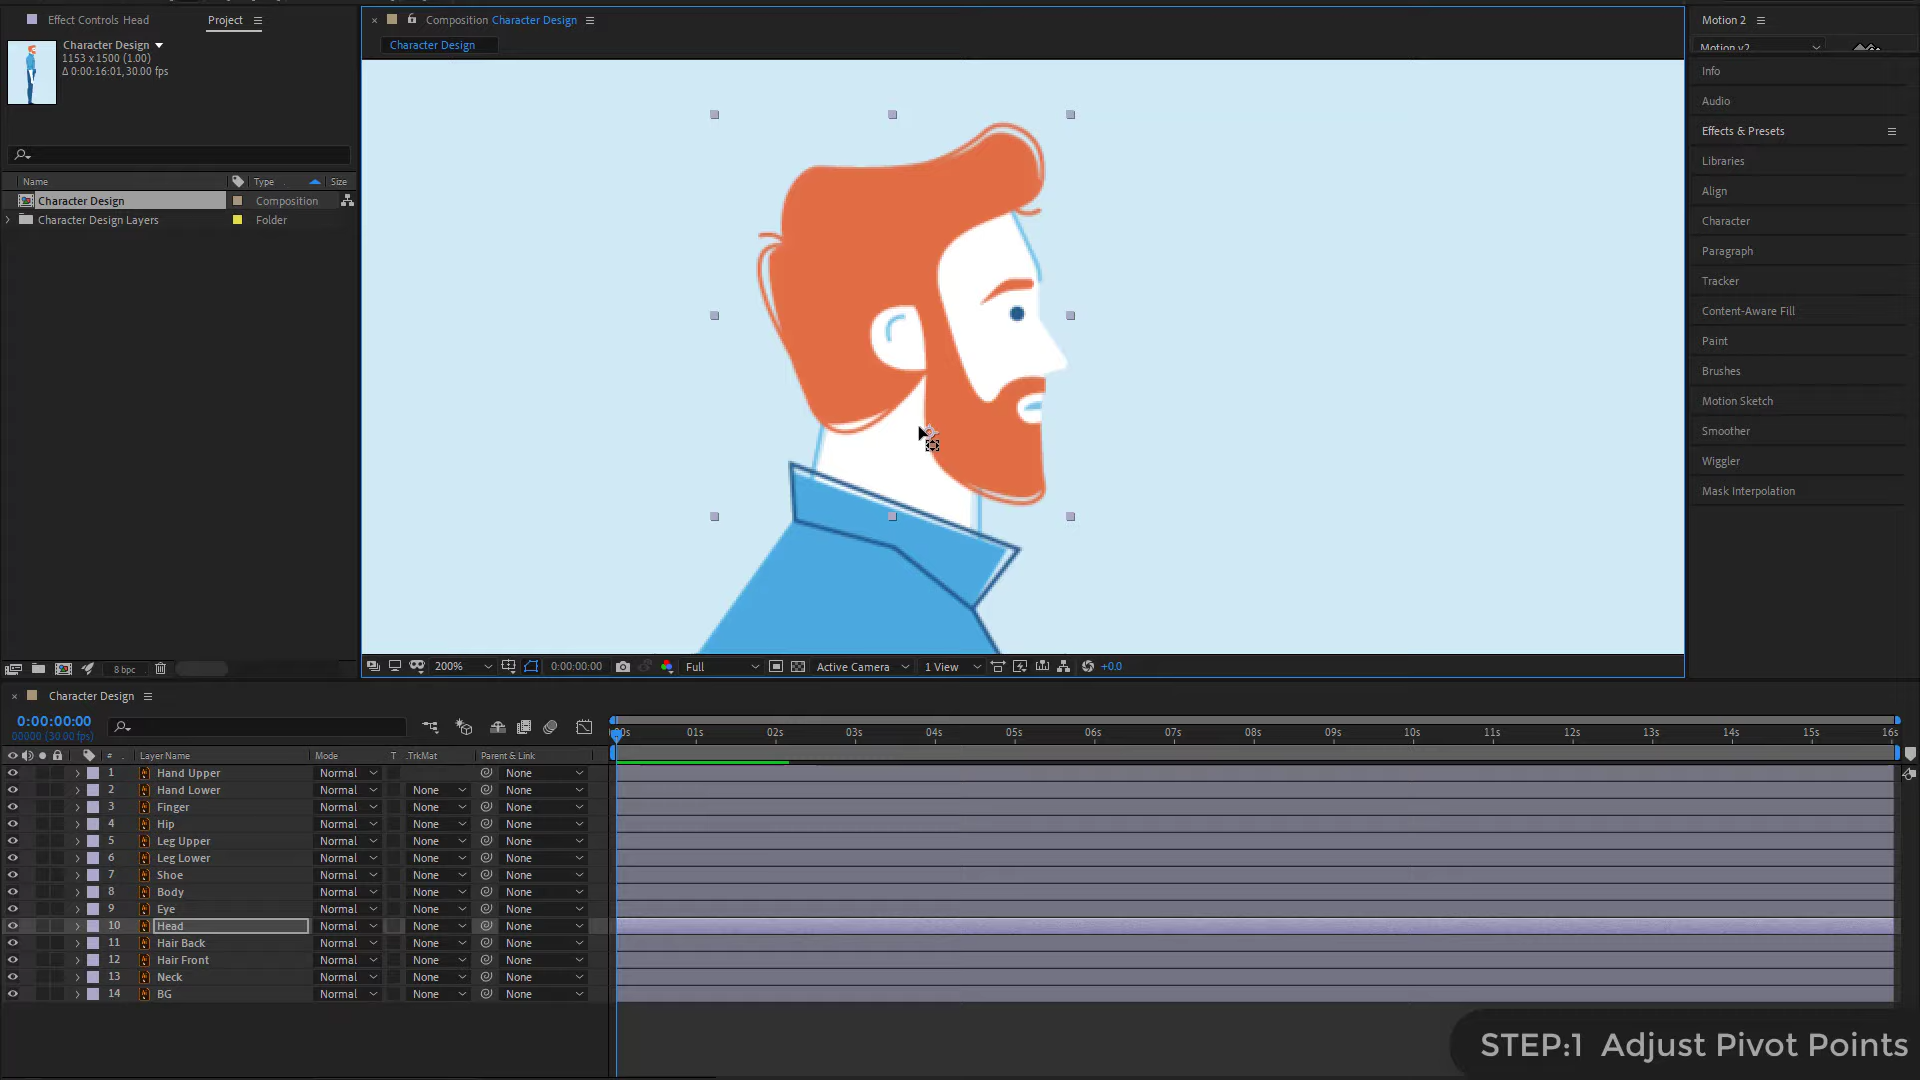 Effect Controls Head
Project
Character Design
1153 x 1500 (1.00)
Δ 0:00:16:01, 30.00 fps
Name Type Size
Character Design Composition
Character Design Layers Folder
8 bpc
Composition Character Design
Character Design
200% 0:00:00:00 Full Active Camera 1 View +0.0
Motion 2
Motion v2
Info
Audio
Effects & Presets
Libraries
Align
Character
Paragraph
Tracker
Content-Aware Fill
Paint
Brushes
Motion Sketch
Smoother
Wiggler
Mask Interpolation
Character Design
0:00:00:00
00000 (30.00 fps)
# Layer Name Mode T .TrkMat Parent & Link
:00s 01s 02s 03s 04s 05s 06s 07s 08s 09s 10s 11s 12s 13s 14s 15s 16s
1 Hand Upper Normal None
2 Hand Lower Normal None None
3 Finger Normal None None
4 Hip Normal None None
5 Leg Upper Normal None None
6 Leg Lower Normal None None
7 Shoe Normal None None
8 Body Normal None None
9 Eye Normal None None
10 Head Normal None None
11 Hair Back Normal None None
12 Hair Front Normal None None
13 Neck Normal None None
14 BG Normal None None
STEP:1 Adjust Pivot Points